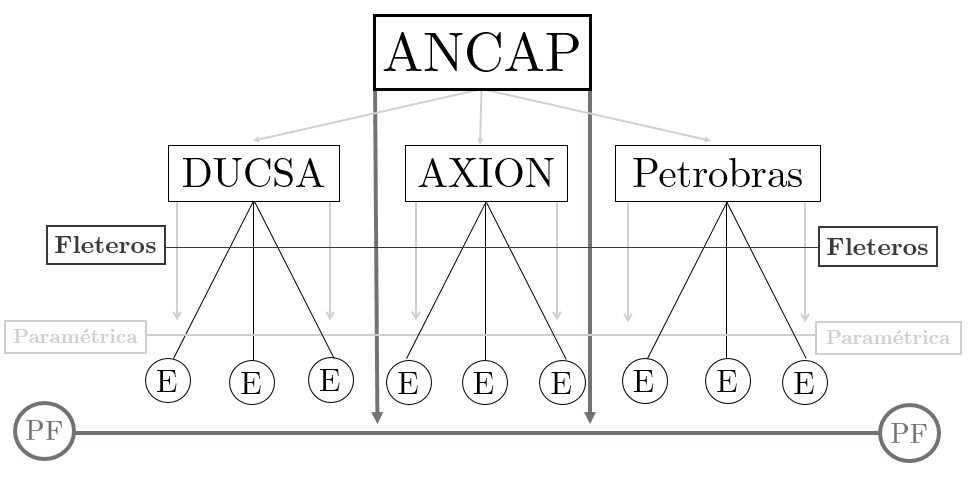 ANCAP
DUCSA
AXION
Petrobras
Fleteros
Fleteros
Paramétrica
Paramétrica
E
E
E
E
E
E
E
E
E
PF
PF